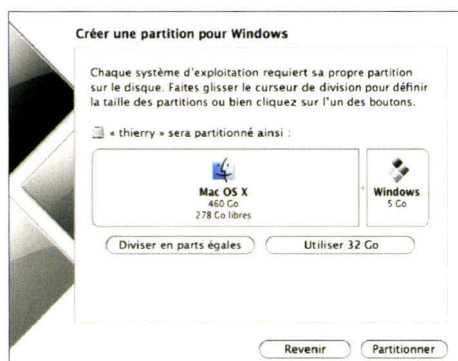 Créer une partition pour Windows
Chaque système d'exploitation requiert sa propre partition
sur le disque. Faites glisser le curseur de division pour définir
la taille des partitions ou bien cliquez sur l'un des boutons.
« thierry » sera partitionné ainsi :
Mac OS X
460 Go
278 Go libres
Windows
5 Go
Diviser en parts égales
Utiliser 32 Go
Revenir
Partitionner